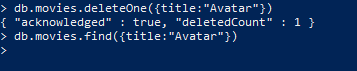 > db.movies.deleteOne({title:"Avatar"})
{ "acknowledged" : true, "deletedCount" : 1 }
> db.movies.find({title:"Avatar"})
>